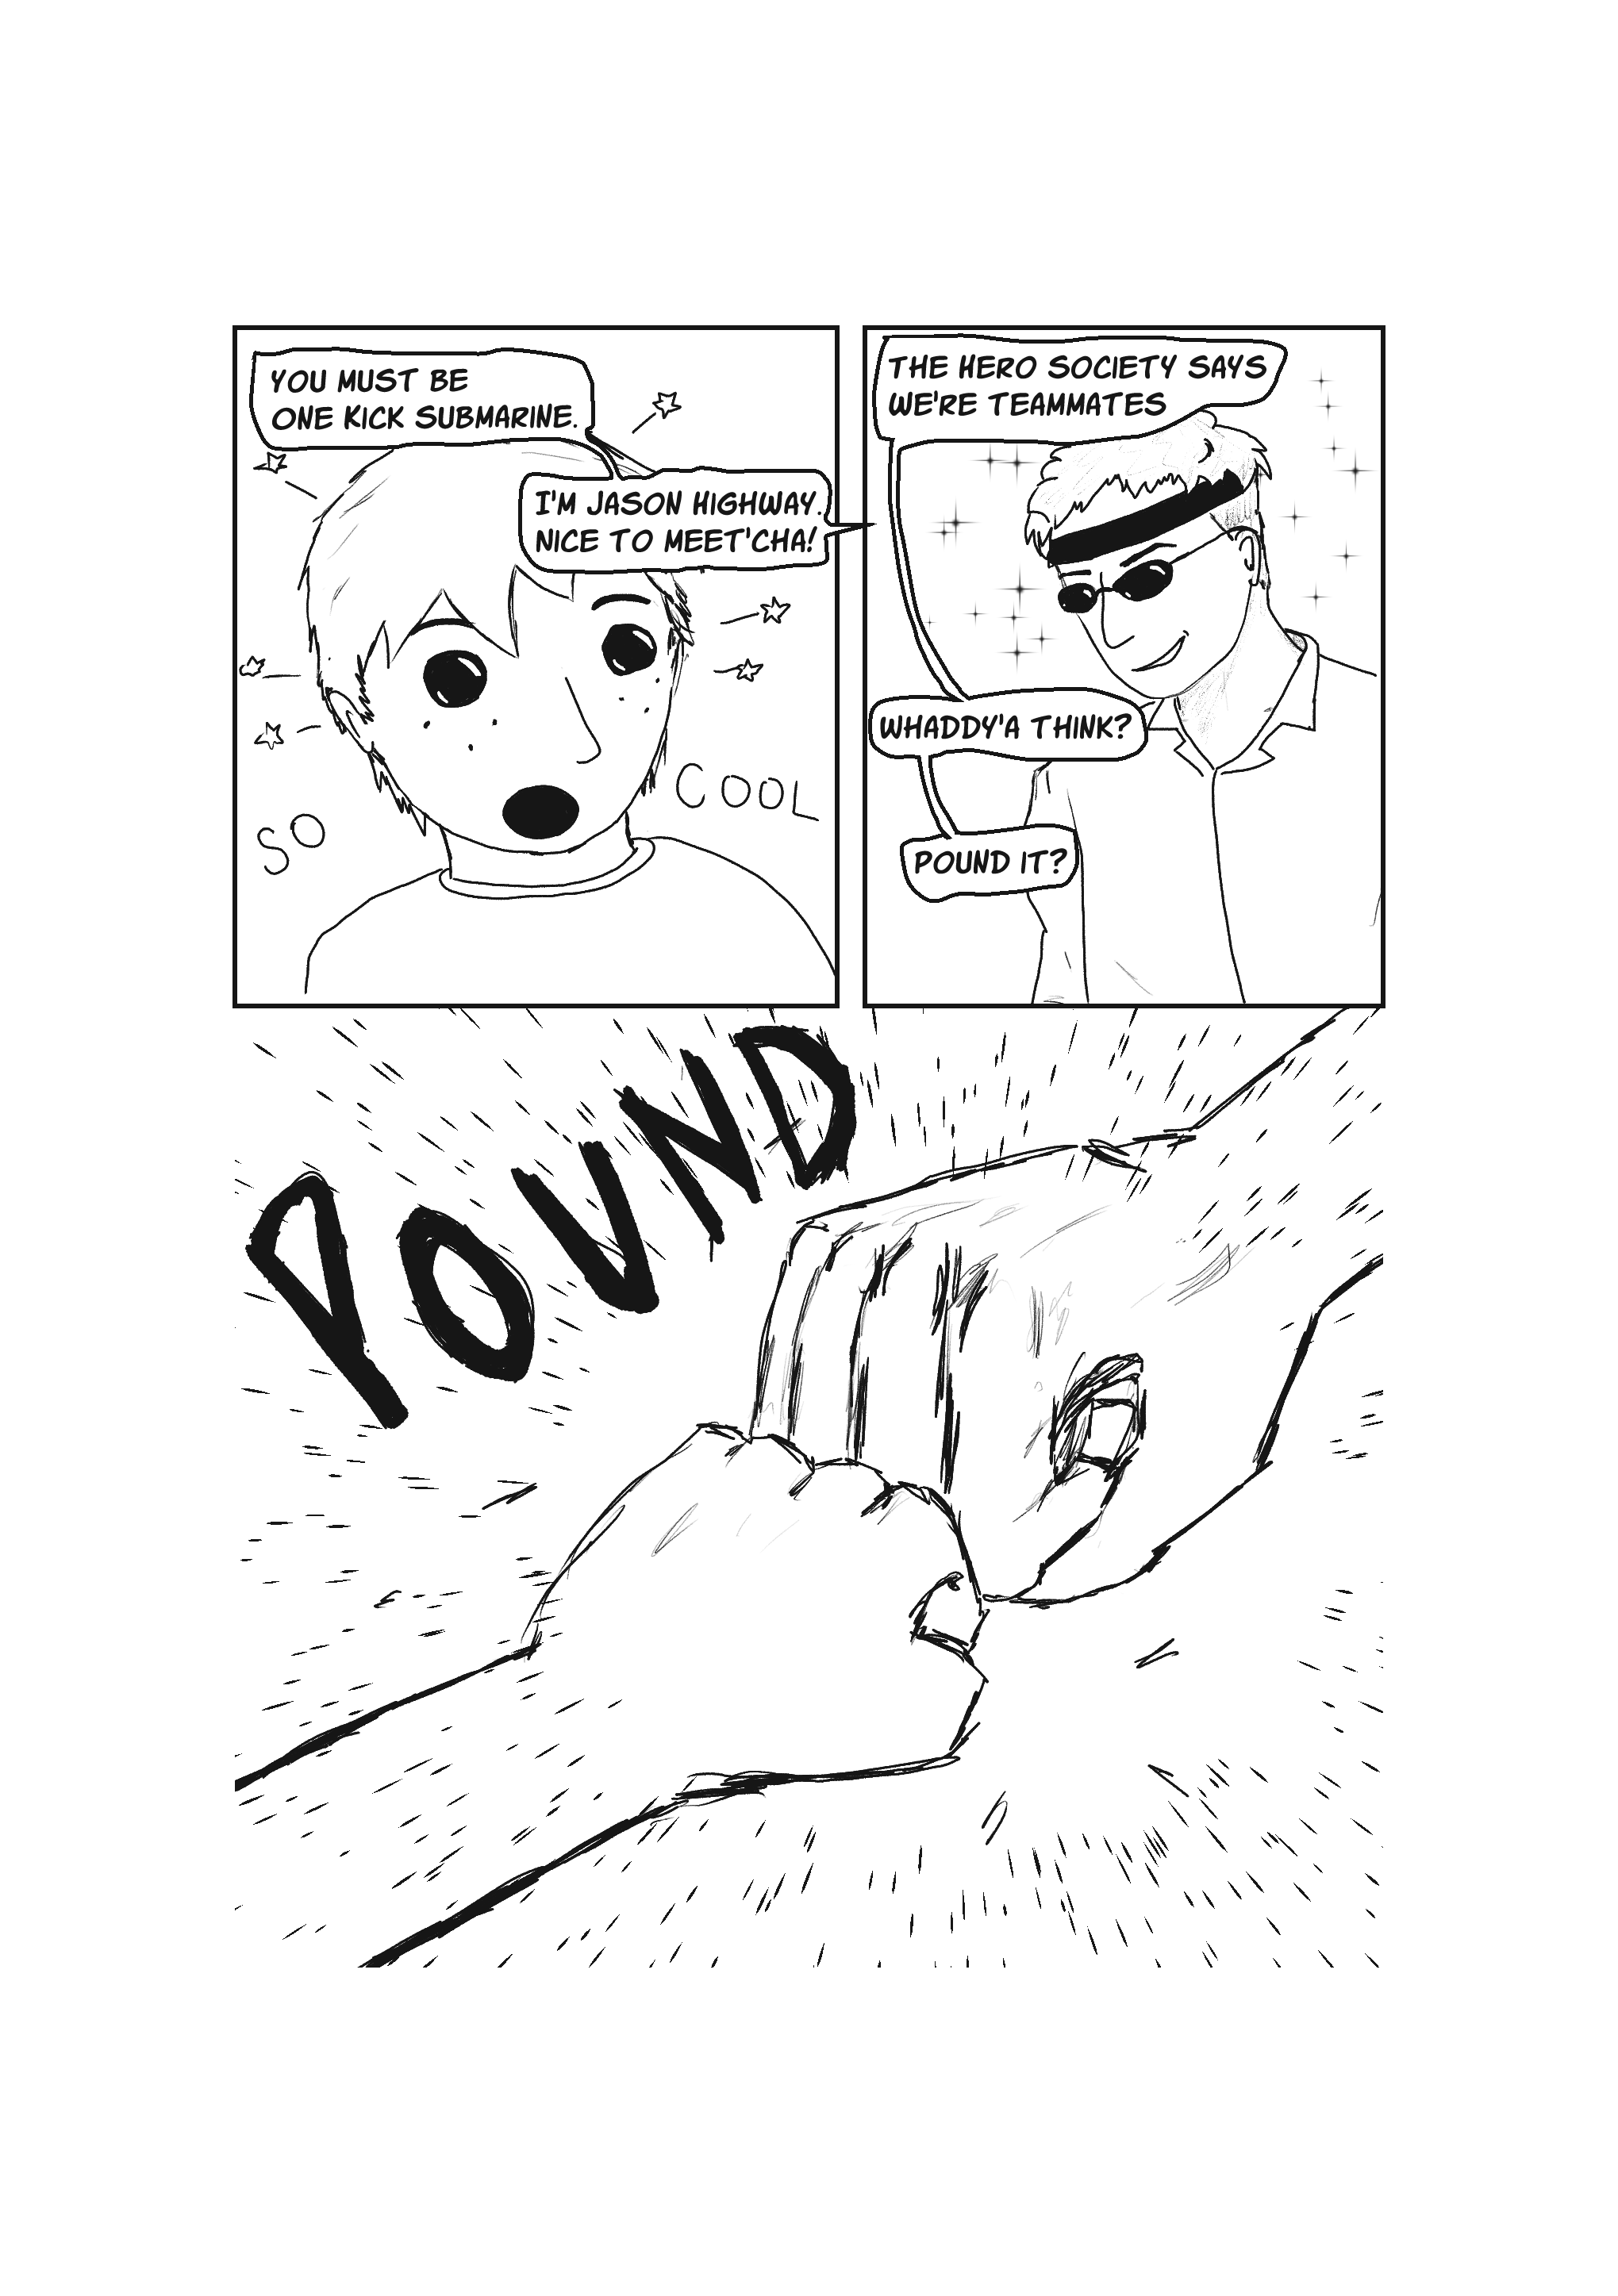 YOU MUST BE
ONE KICK SUBMARINE.
I'M JASON HIGHWAY.
NICE TO MEET'CHA!
SO
COOL
THE HERO SOCIETY SAYS
WE'RE TEAMMATES
WHADDY'A THINK?
POUND IT?
POUND